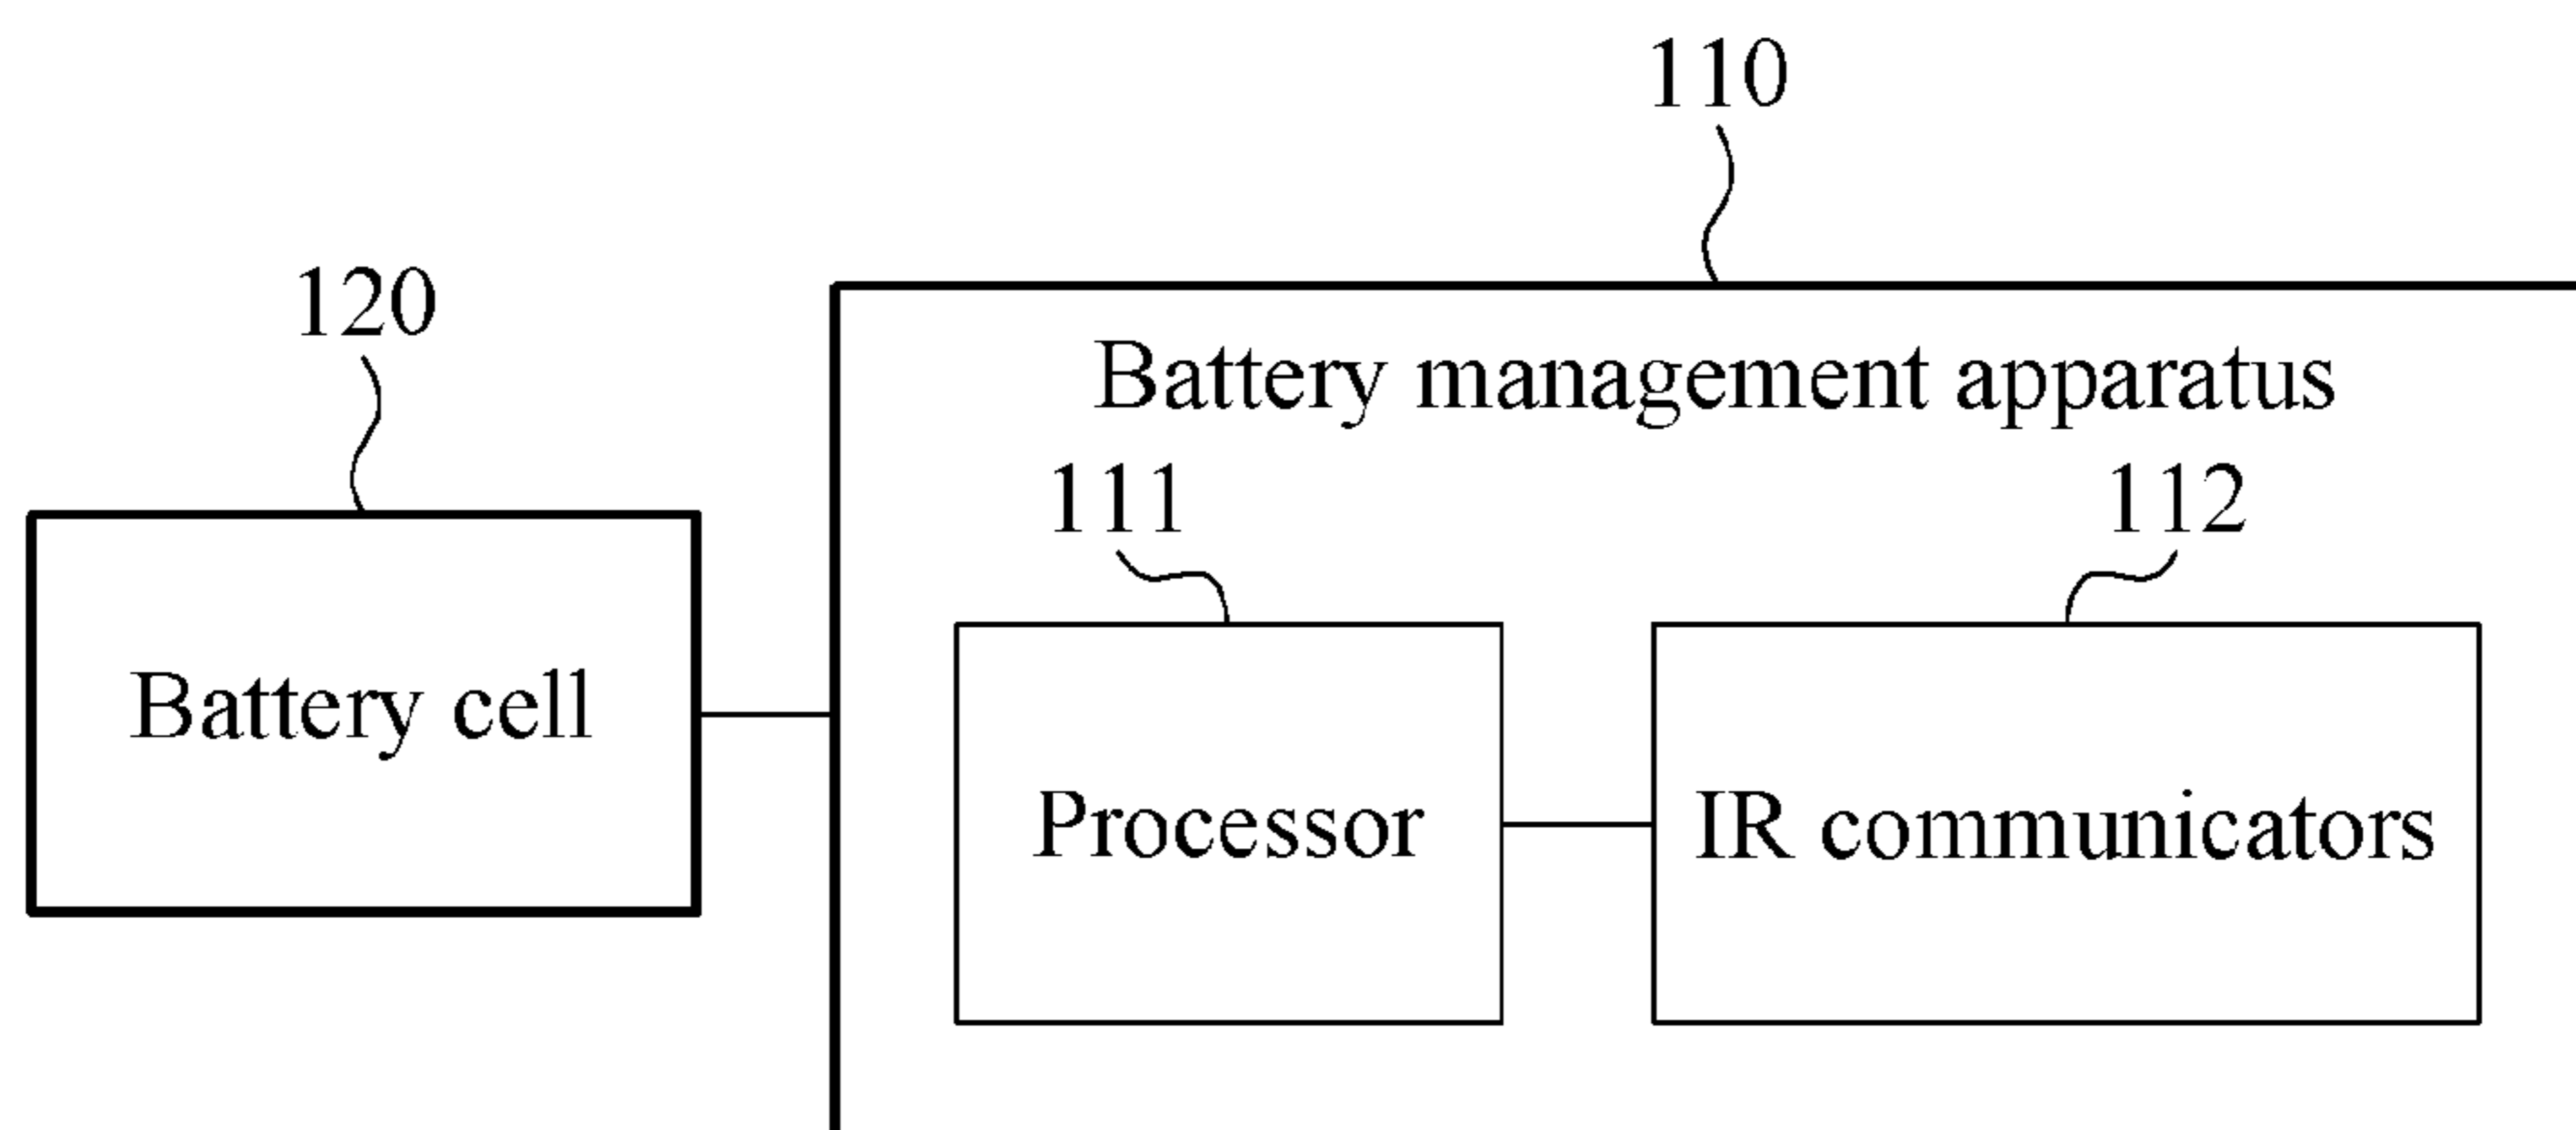 110
120
Battery management apparatus
111
112
Battery cell
Processor
IR communicators